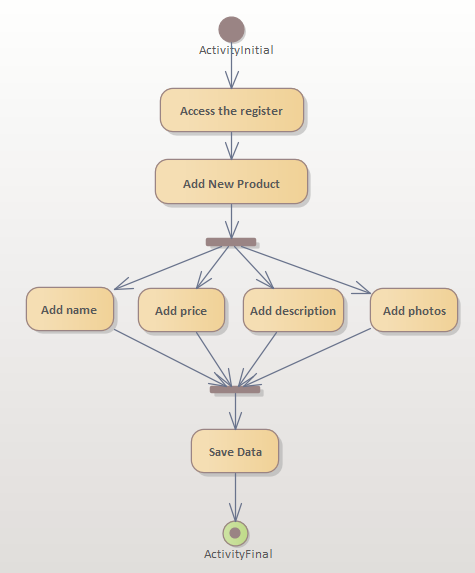 ActivityInitial
Access the register
Add New Product
Add name
Add price
Add description
Add photos
Save Data
ActivityFinal